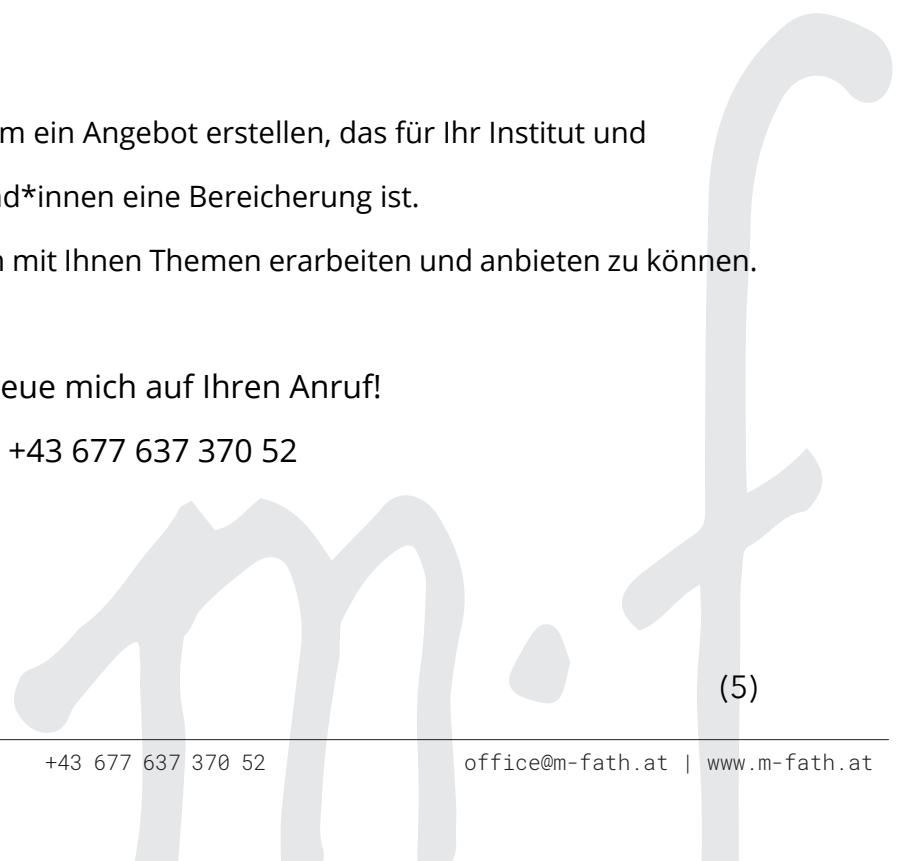 m ein Angebot erstellen, das für Ihr Institut und
d*innen eine Bereicherung ist.
mit Ihnen Themen erarbeiten und anbieten zu können.
eue mich auf Ihren Anruf!
+43 677 637 370 52
m.f
(5)
+43 677 637 370 52 office@m-fath.at | www.m-fath.at